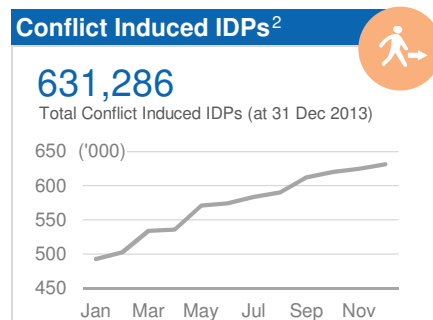 Conflict Induced IDPs2
631,286
Total Conflict Induced IDPs (at 31 Dec 2013)
650 ('000)
600
550
500
450
Jan Mar May Jul Sep Nov